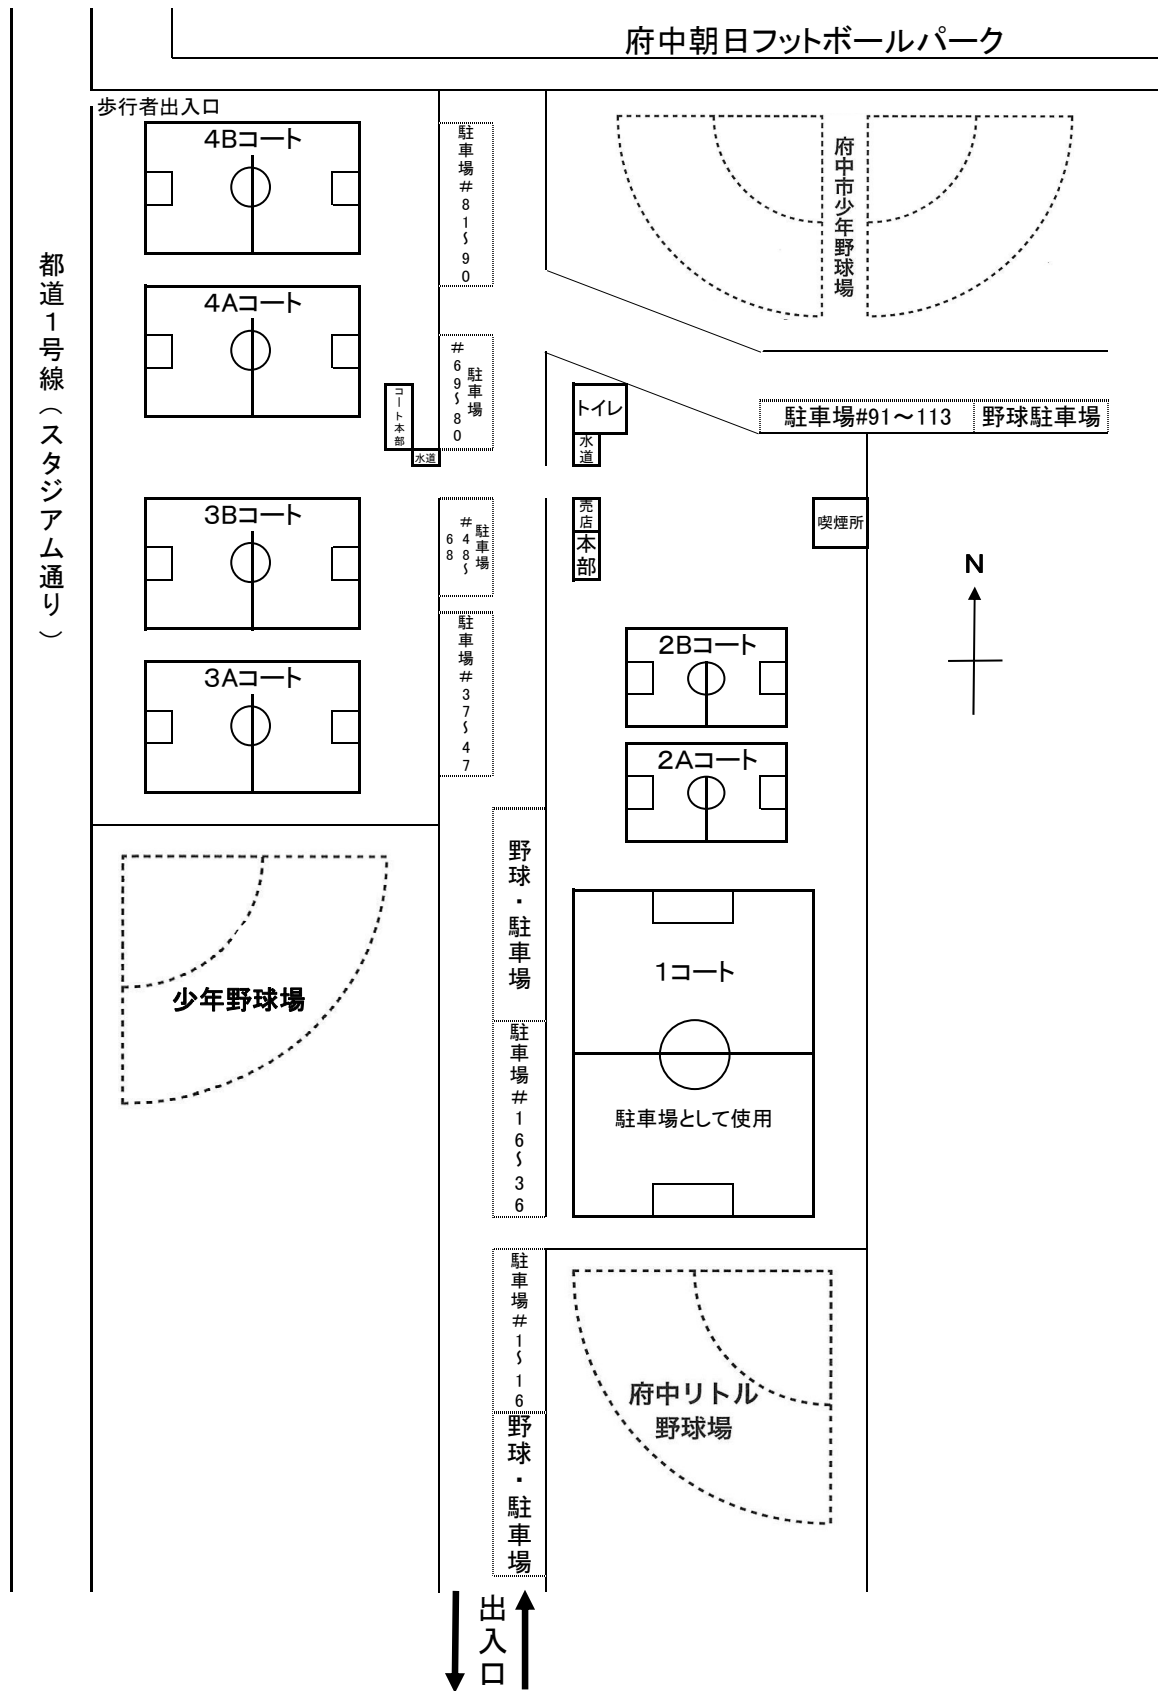 府中朝日フットボールパーク
歩行者出入口
都道1号線(スタジアム通り)
4Bコート
駐車場#81~90
府中市少年野球場
4Aコート
駐車場
#69~80
コート本部
水道
トイレ
水道
駐車場#91~113
野球駐車場
3Bコート
駐車場
#48~
68
売店
本部
喫煙所
N
3Aコート
駐車場#37~47
2Bコート
2Aコート
野球・駐車場
少年野球場
1コート
駐車場#16~36
駐車場として使用
駐車場#1~16
府中リトル
野球場
野球・駐車場
出入口